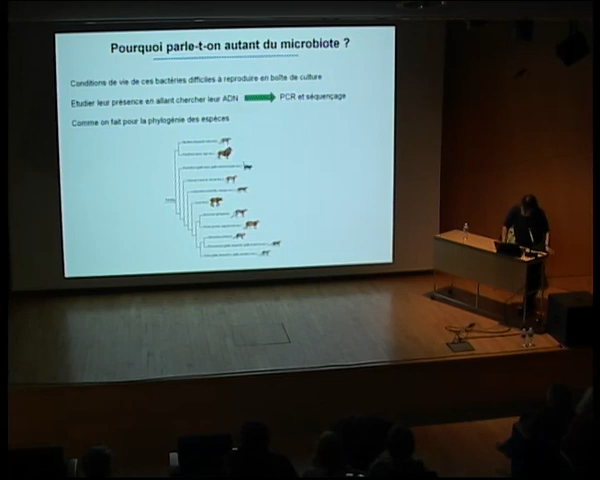 Pourquoi parle-t-on autant du microbiote ?
Conditions de vie de ces bactéries difficiles à reproduire en boîte de culture
Etudier leur présence en allant chercher leur ADN PCR et séquençage
Comme on fait pour la phylogénie des espèces